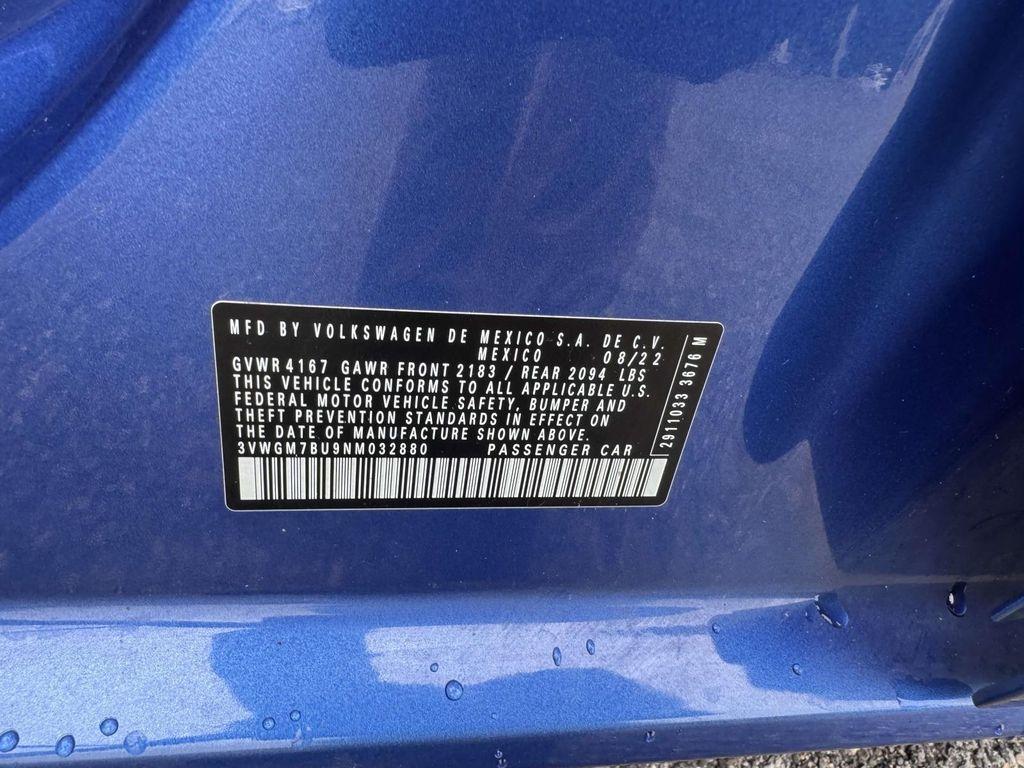 MFD BY VOLKSWAGEN DE MEXICO S.A. DE C.V.
MEXICO 08/22
GVWR 4167 GAWR FRONT 2183 / REAR 2094 LBS
THIS VEHICLE CONFORMS TO ALL APPLICABLE U.S.
FEDERAL MOTOR VEHICLE SAFETY, BUMPER AND
THEFT PREVENTION STANDARDS IN EFFECT ON
THE DATE OF MANUFACTURE SHOWN ABOVE.
3VWGM7BU9NM032880 PASSENGER CAR
2911033 3676 M